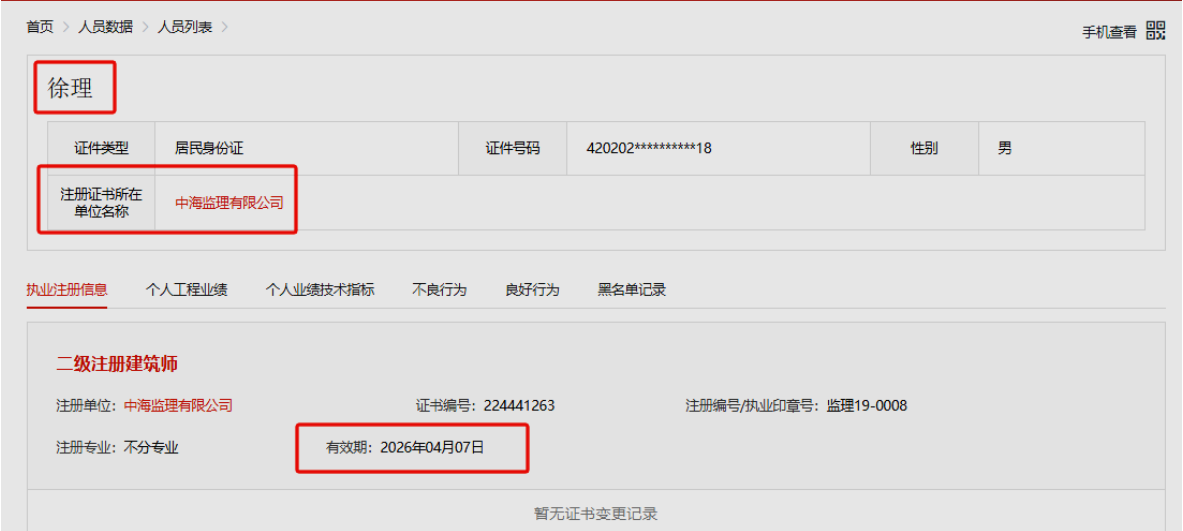 首页 > 人员数据 > 人员列表 >
手机查看
徐理
证件类型 居民身份证 证件号码 420202**********18 性别 男
注册证书所在
单位名称
中海监理有限公司
执业注册信息 个人工程业绩 个人业绩技术指标 不良行为 良好行为 黑名单记录
二级注册建筑师
注册单位：中海监理有限公司 证书编号：224441263 注册编号/执业印章号：监理19-0008
注册专业：不分专业 有效期：2026年04月07日
暂无证书变更记录